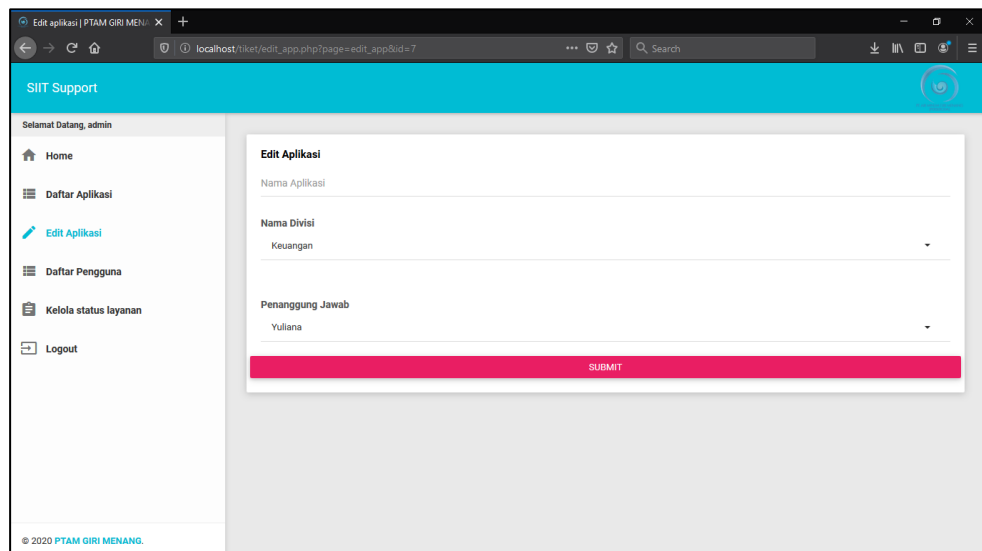 Edit aplikasi | PTAM GIRI MENA
localhost/tiket/edit_app.php?page=edit_app&id=7
Search
SIIT Support
Selamat Datang, admin
Home
Daftar Aplikasi
Edit Aplikasi
Daftar Pengguna
Kelola status layanan
Logout
Edit Aplikasi
Nama Aplikasi
Nama Divisi
Keuangan
Penanggung Jawab
Yuliana
SUBMIT
© 2020 PTAM GIRI MENANG.